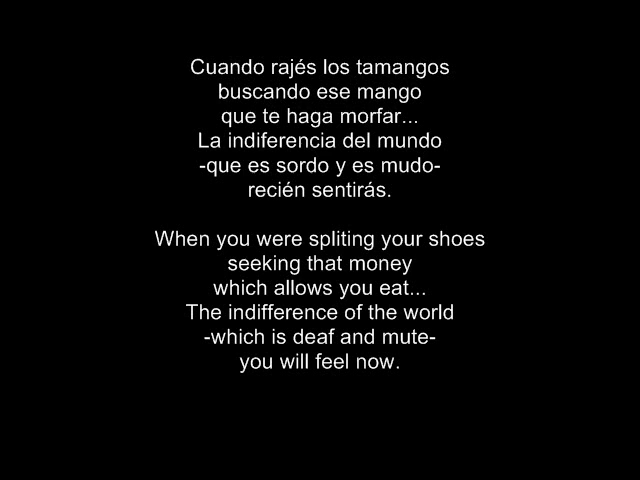 Cuando rajés los tamangos
buscando ese mango
que te haga morfar...
La indiferencia del mundo
-que es sordo y es mudo-
recién sentirás.
When you were spliting your shoes
seeking that money
which allows you eat...
The indifference of the world
-which is deaf and mute-
you will feel now.